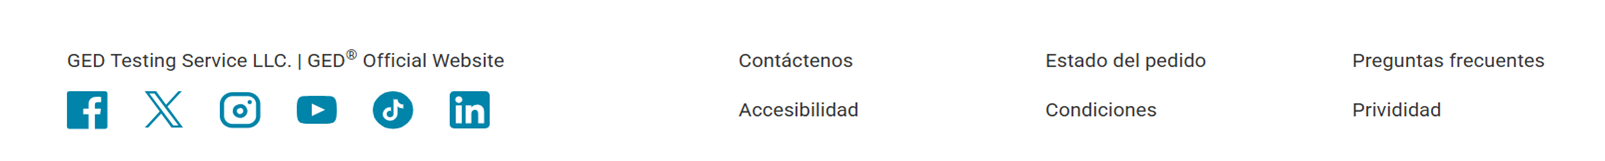 GED Testing Service LLC. | GED® Official Website
Contáctenos
Estado del pedido
Preguntas frecuentes
Accesibilidad
Condiciones
Privididad